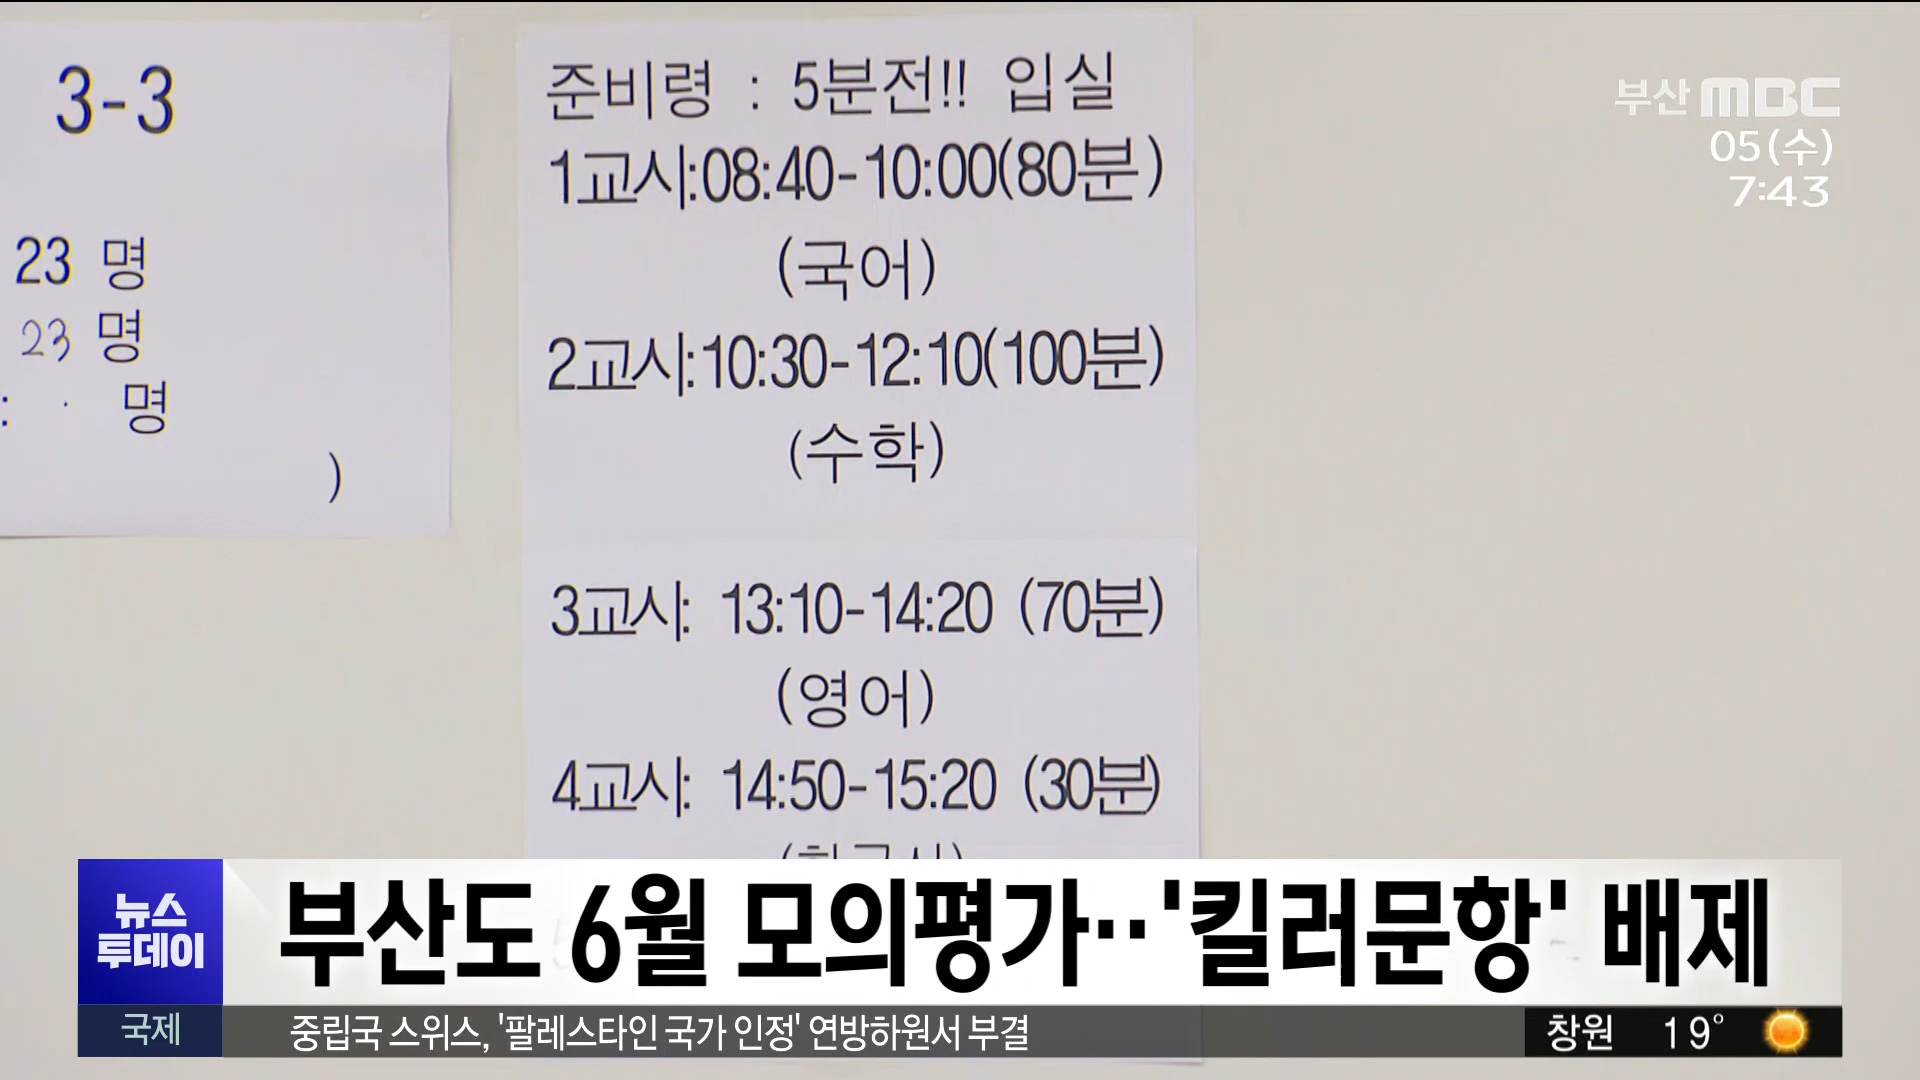 3-3
23 명
23 명
: 명
)
준비령 : 5분전!! 입실
1교시:08:40-10:00(80분)
(국어)
2교시:10:30-12:10(100분)
(수학)
3교시: 13:10-14:20 (70분)
(영어)
4교시: 14:50-15:20 (30분)
부산 MBC
05(수)
7:43
뉴스
투데이
부산도 6월 모의평가‥'킬러문항' 배제
국제
중립국 스위스, '팔레스타인 국가 인정' 연방하원서 부결
창원 19°